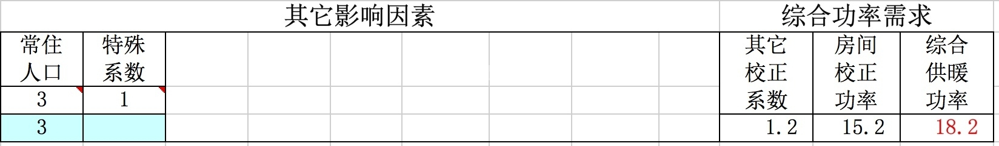 其它影响因素
综合功率需求
常住
人口
特殊
系数
其它
校正
系数
房间
校正
功率
综合
供暖
功率
3
1
3
1.2
15.2
18.2